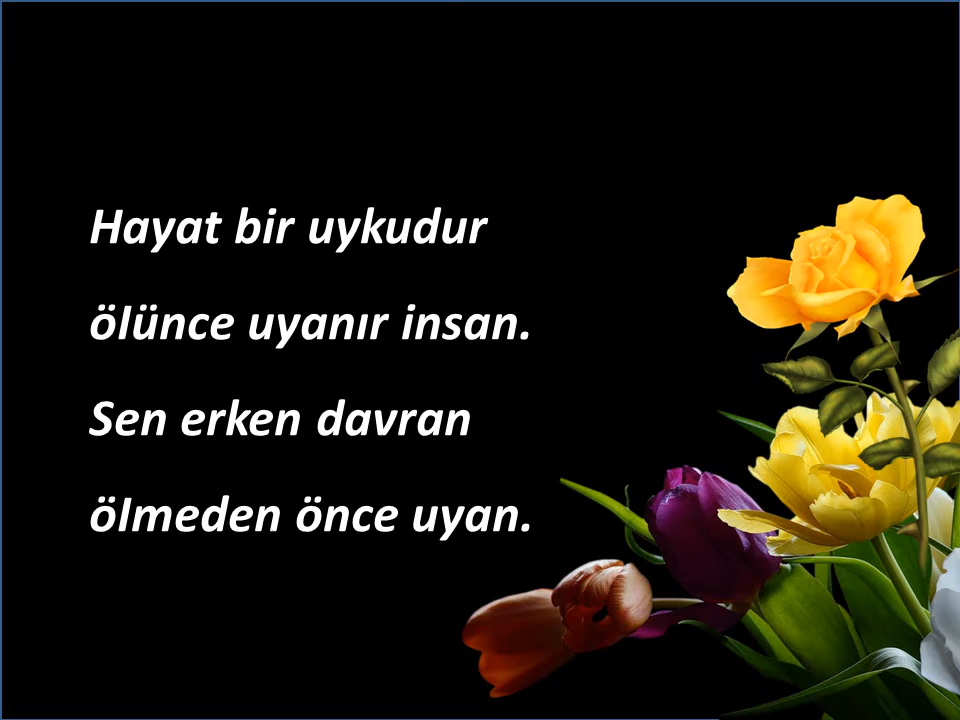 Hayat bir uykudur
ölünce uyanır insan.
Sen erken davran
ölmeden önce uyan.